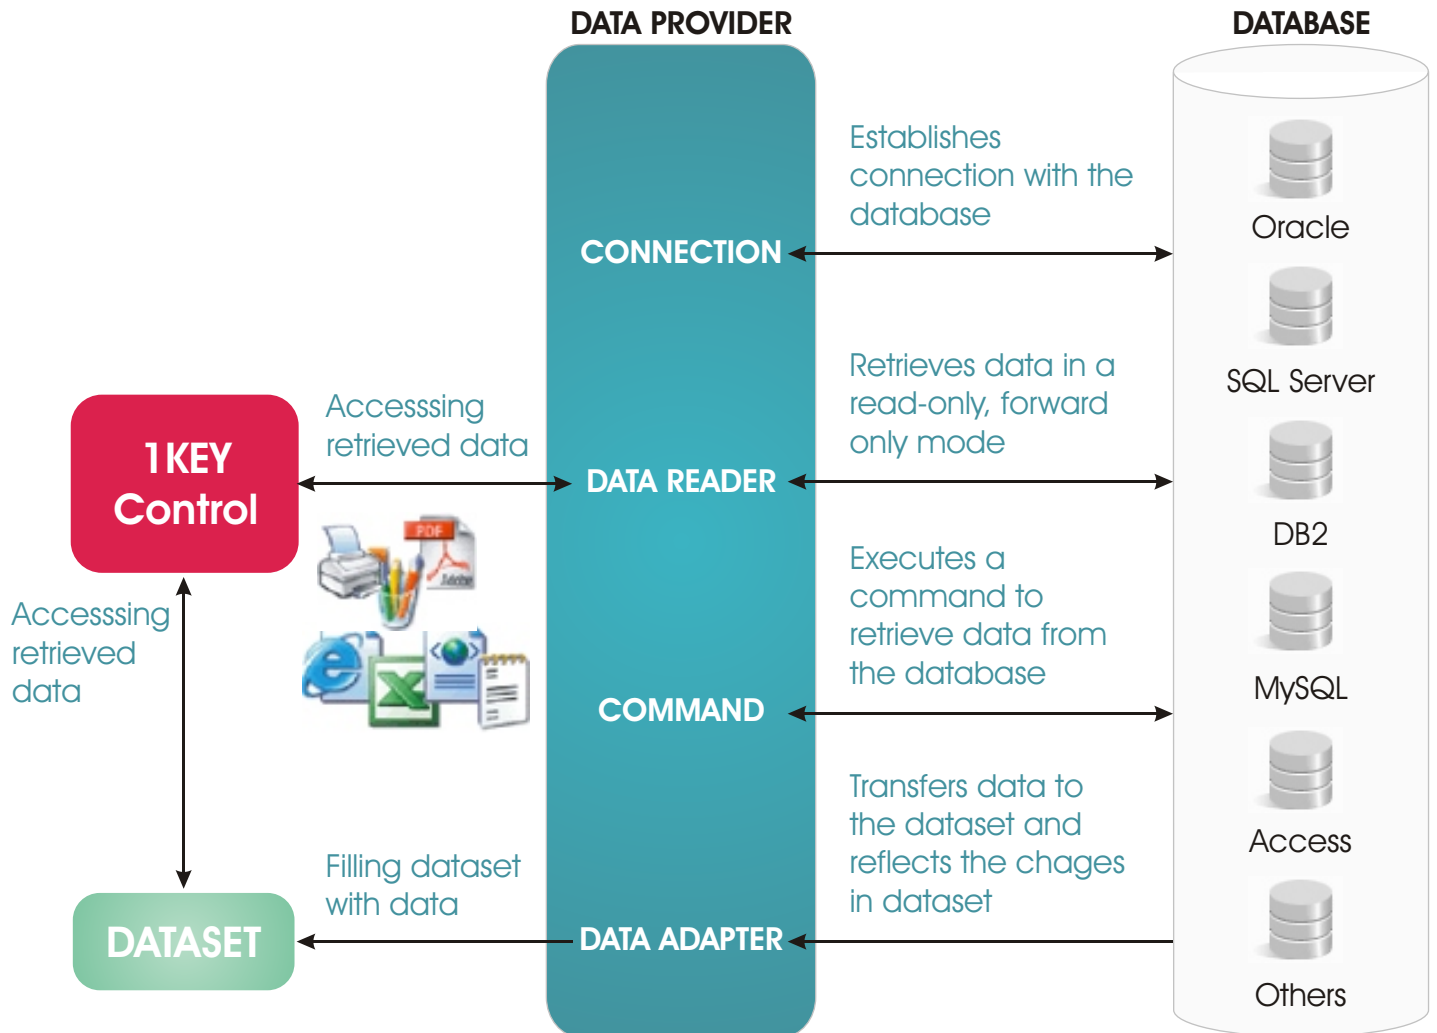 DATA PROVIDER
DATABASE
Establishes
connection with the
database
CONNECTION
Oracle
SQL Server
Retrieves data in a
read-only, forward
only mode
DATA READER
Accesssing
retrieved data
1KEY
Control
PDF
Adobe
DB2
Executes a
command to
retrieve data from
the database
COMMAND
MySQL
Accesssing
retrieved
data
Transfers data to
the dataset and
reflects the chages
in dataset
DATA ADAPTER
Access
Filling dataset
with data
DATASET
Others